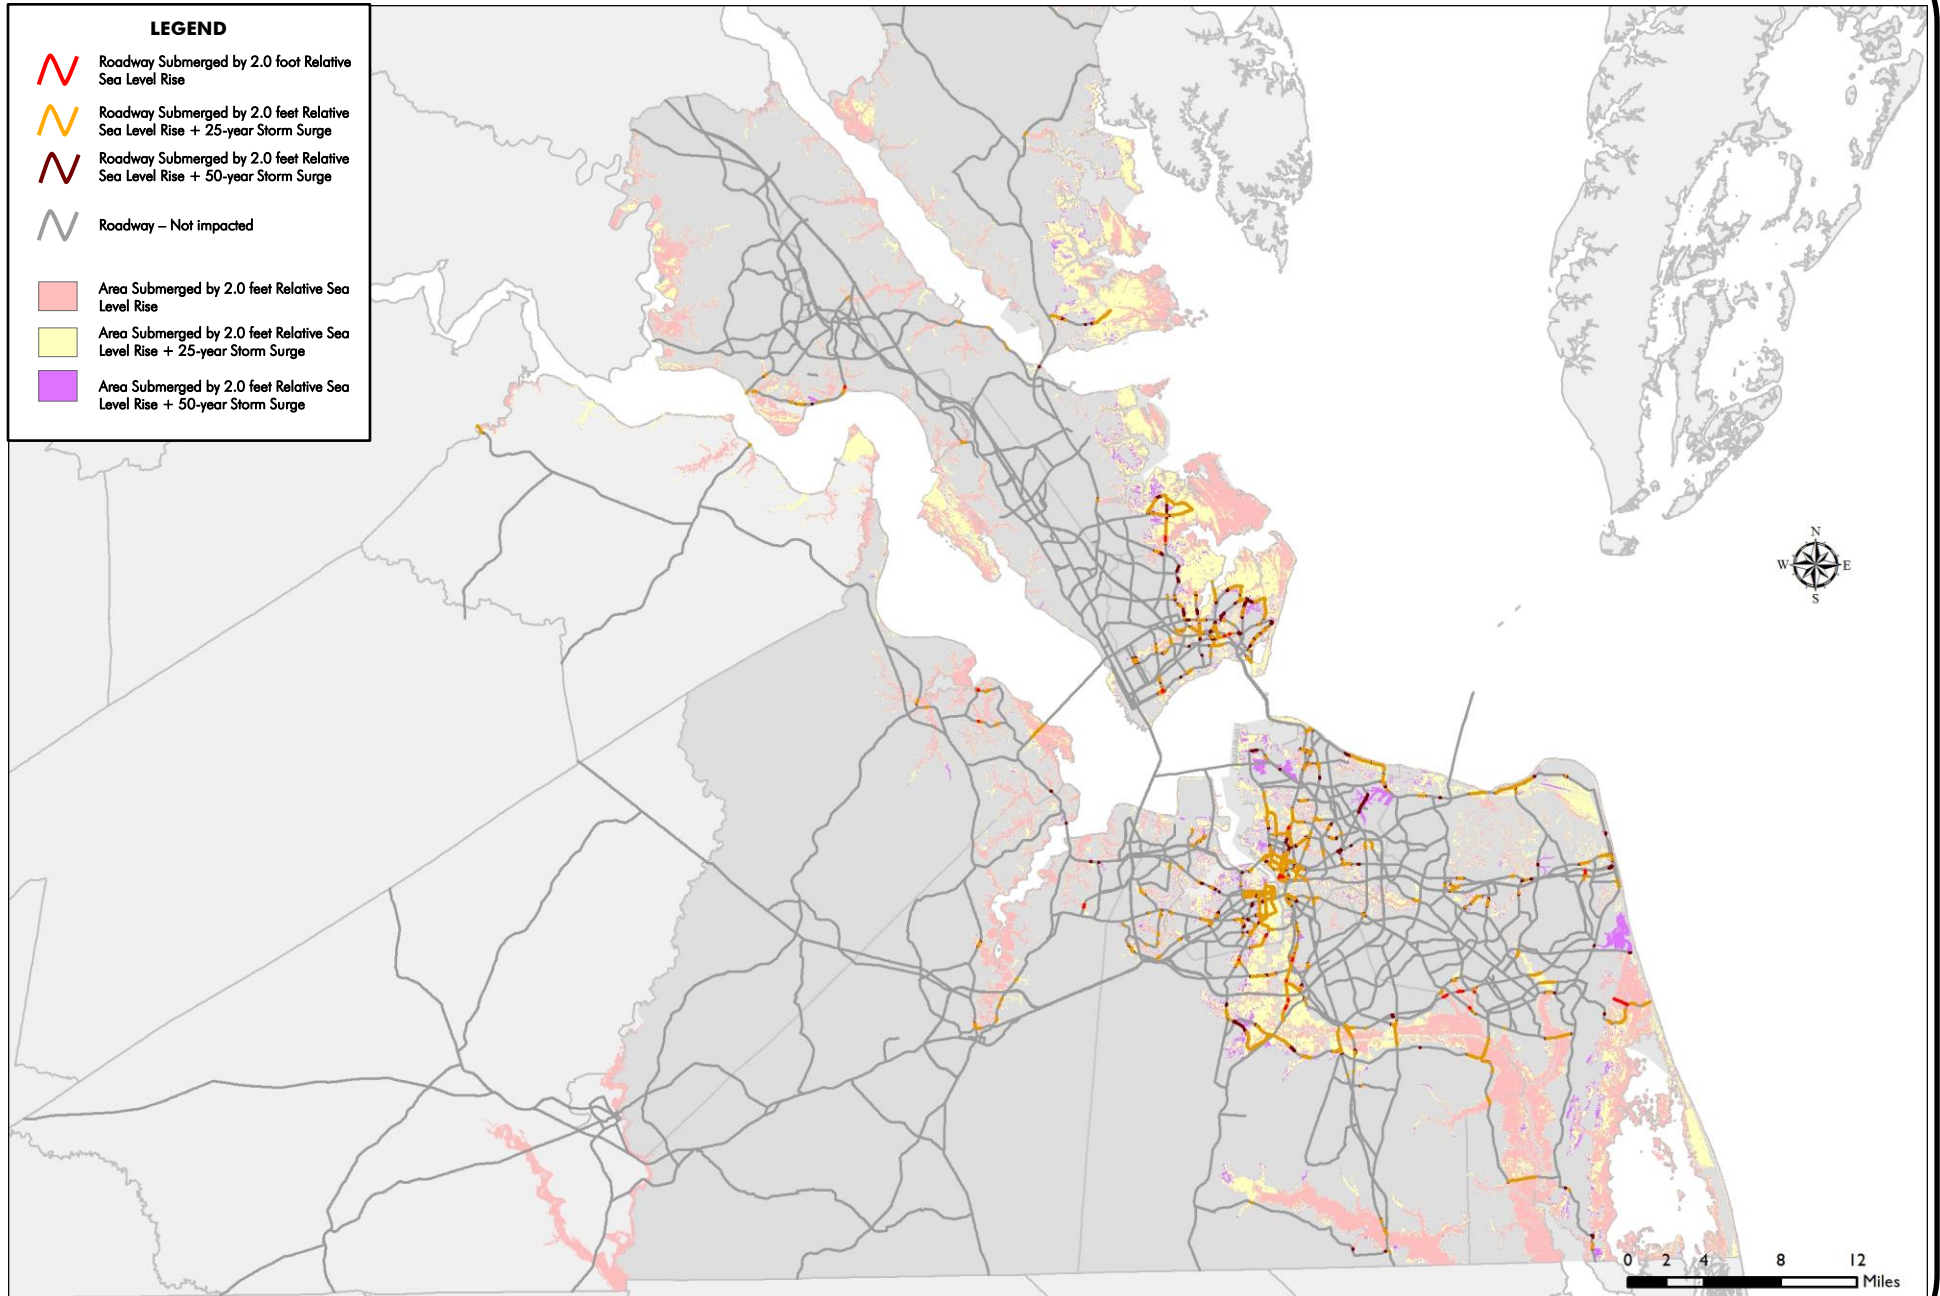 LEGEND
Roadway Submerged by 2.0 foot Relative
Sea Level Rise
Roadway Submerged by 2.0 feet Relative
Sea Level Rise + 25-year Storm Surge
Roadway Submerged by 2.0 feet Relative
Sea Level Rise + 50-year Storm Surge
Roadway – Not impacted
Area Submerged by 2.0 feet Relative Sea
Level Rise
Area Submerged by 2.0 feet Relative Sea
Level Rise + 25-year Storm Surge
Area Submerged by 2.0 feet Relative Sea
Level Rise + 50-year Storm Surge
N
W E
S
0 2 4 8 12
Miles